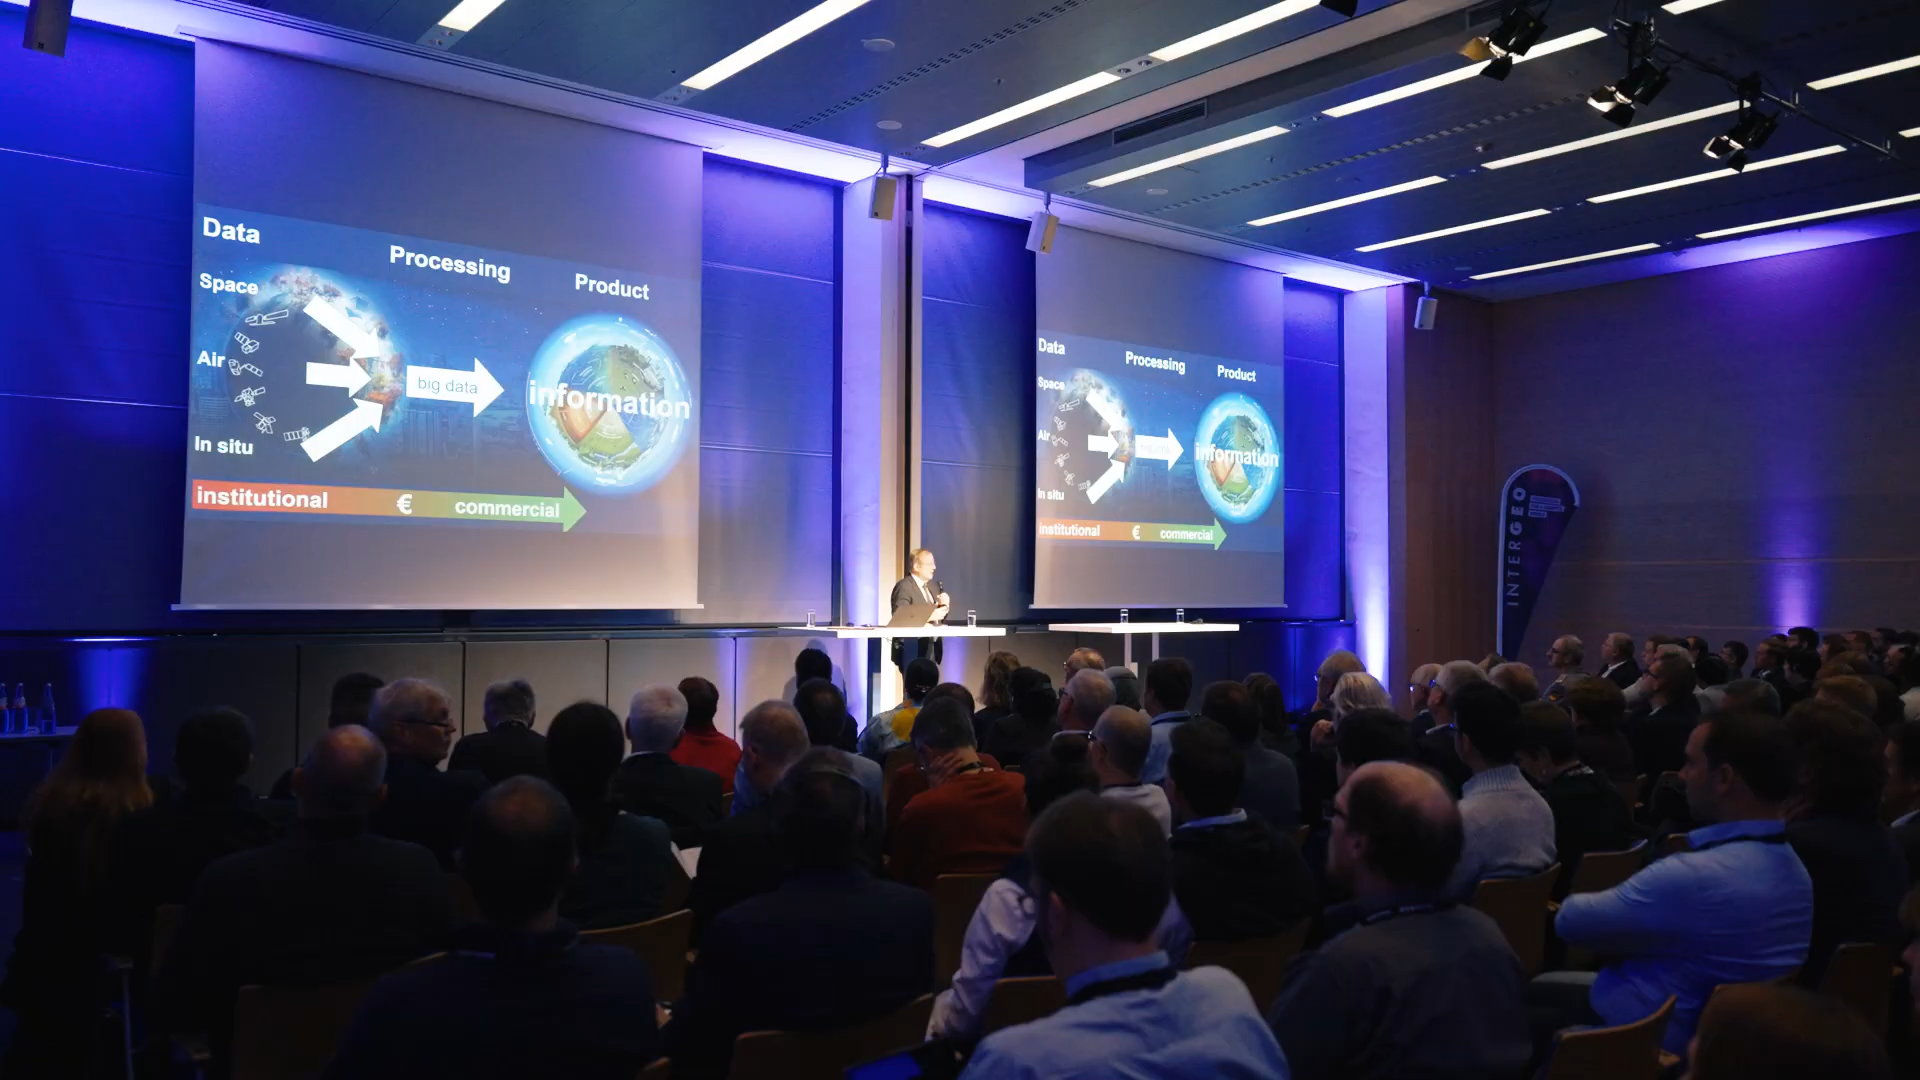 Data
Processing
Product
Space
Air
big data
information
In situ
institutional € commercial
Data
Processing
Product
Space
Air
information
In situ
institutional € commercial
INTERGEO